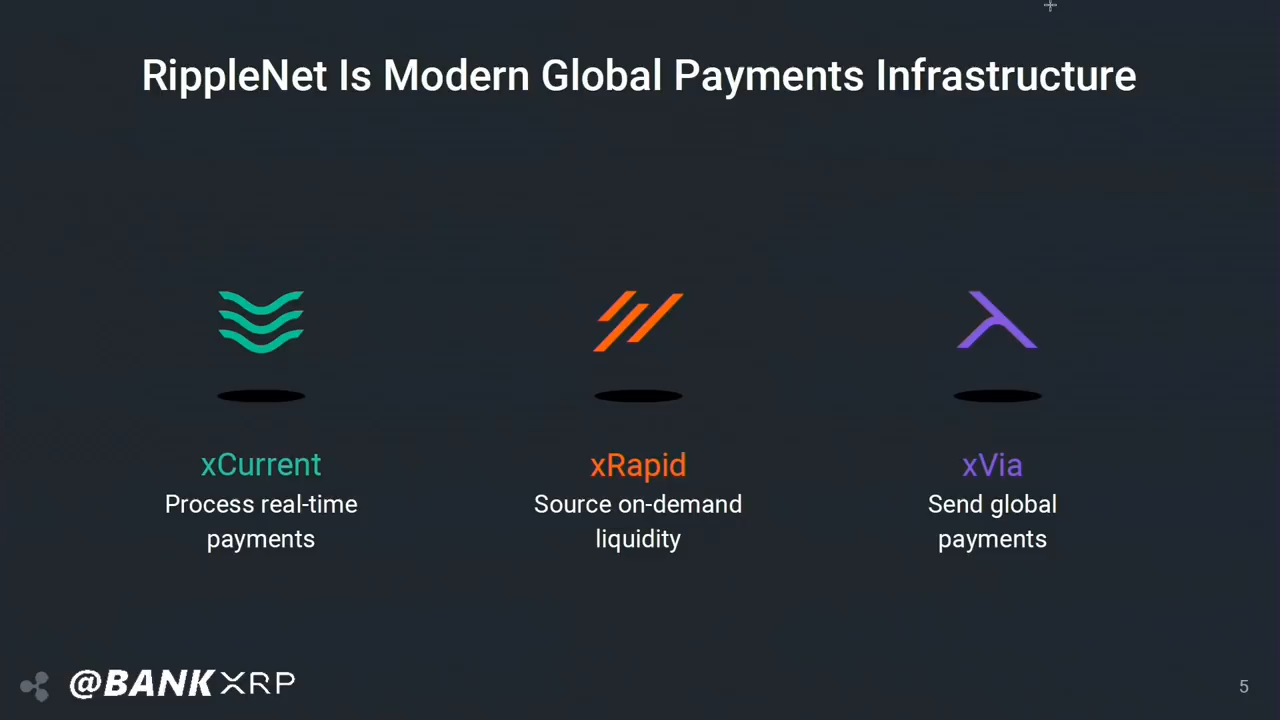 RippleNet Is Modern Global Payments Infrastructure
xCurrent
Process real-time
payments
xRapid
Source on-demand
liquidity
xVia
Send global
payments
@BANKXRP
5